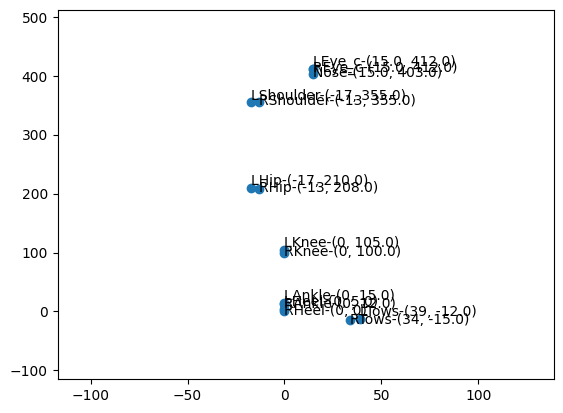 500
400
300
200
100
0
−100
LEye_c-(15.0, 412.0)
REye_c-(15.0, 412.0)
Nose-(15.0, 403.0)
LShoulder-(-17, 355.0)
RShoulder-(-13, 355.0)
LHip-(-17, 210.0)
RHip-(-13, 208.0)
LKnee-(0, 105.0)
RKnee-(0, 100.0)
LAnkle-(0, 15.0)
RHeel-(0, 0)
(39, -12.0)
(34, -15.0)
−100
−50
0
50
100